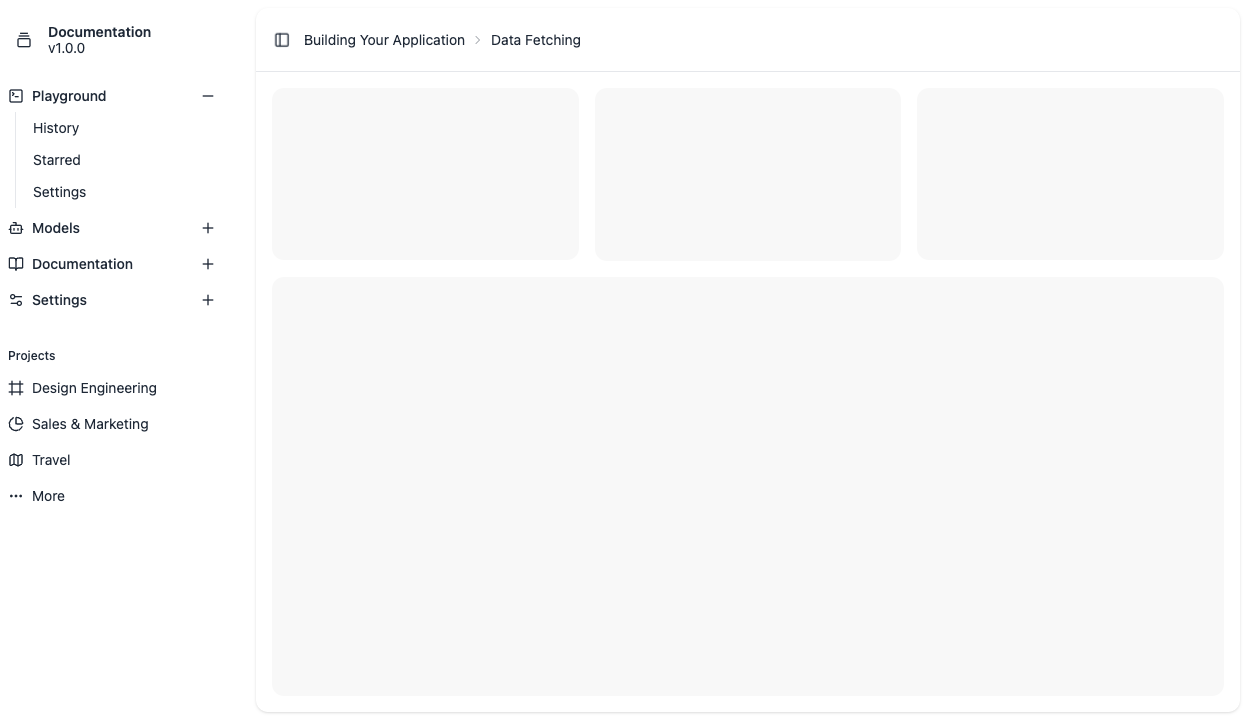 Documentation
v1.0.0
Playground
History
Starred
Settings
Models
Documentation
Settings
Projects
Design Engineering
Sales & Marketing
Travel
More
Building Your Application
Data Fetching